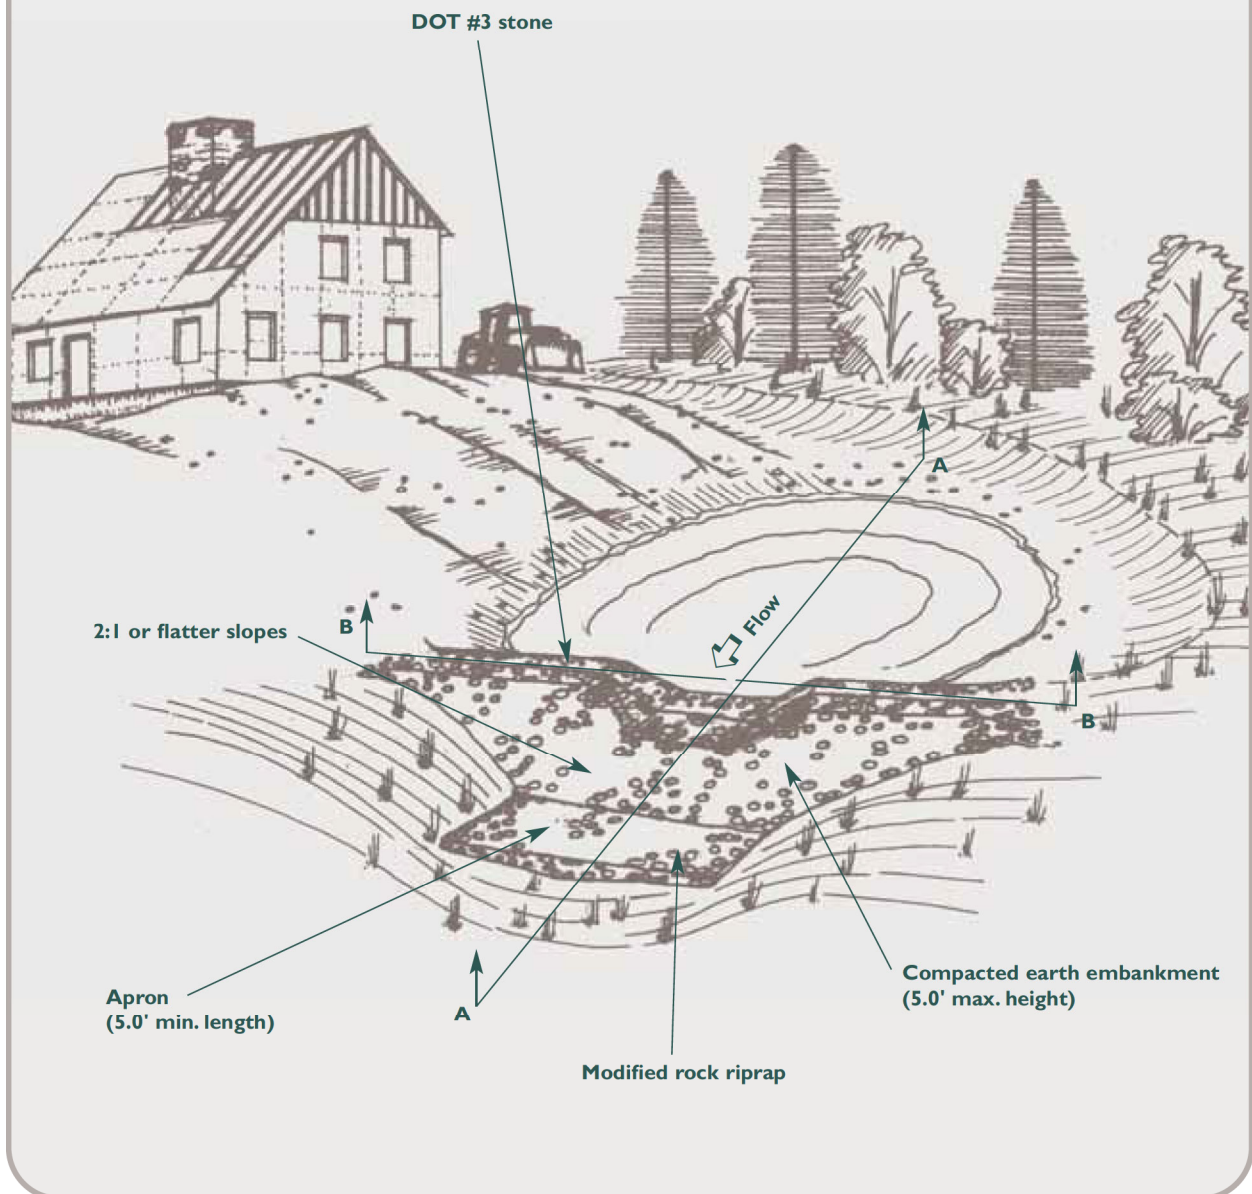 DOT #3 stone
A
Flow
2:1 or flatter slopes
B
B
Compacted earth embankment
(5.0' max. height)
Apron
(5.0' min. length)
A
Modified rock riprap